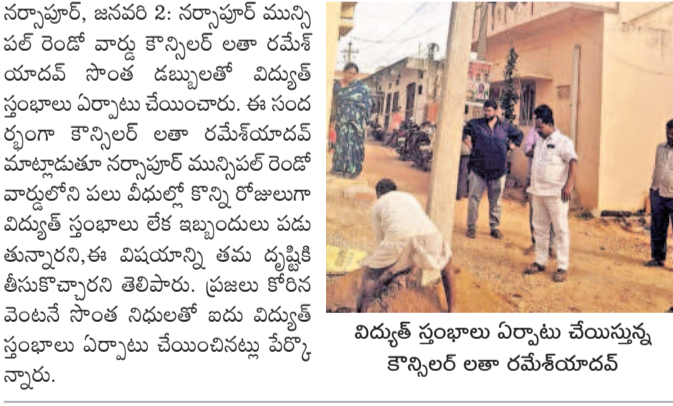 నర్సాపూర్, జనవరి 2: నర్సాపూర్ మున్సి
పల్ రెండో వార్డు కౌన్సిలర్ లతా రమేశ్
యాదవ్ సొంత డబ్బులతో విద్యుత్
స్తంభాలు ఏర్పాటు చేయించారు. ఈ సంద
ర్భంగా కౌన్సిలర్ లతా రమేశ్‌యాదవ్
మాట్లాడుతూ నర్సాపూర్ మున్సిపల్ రెండో
వార్డులోని పలు వీధుల్లో కొన్ని రోజులుగా
విద్యుత్ స్తంభాలు లేక ఇబ్బందులు పడు
తున్నారని,ఈ విషయాన్ని తమ దృష్టికి
తీసుకొచ్చారని తెలిపారు. ప్రజలు కోరిన
వెంటనే సొంత నిధులతో ఐదు విద్యుత్
స్తంభాలు ఏర్పాటు చేయించినట్లు పేర్కొ
న్నారు.
విద్యుత్ స్తంభాలు ఏర్పాటు చేయిస్తున్న
కౌన్సిలర్ లతా రమేశ్‌యాదవ్